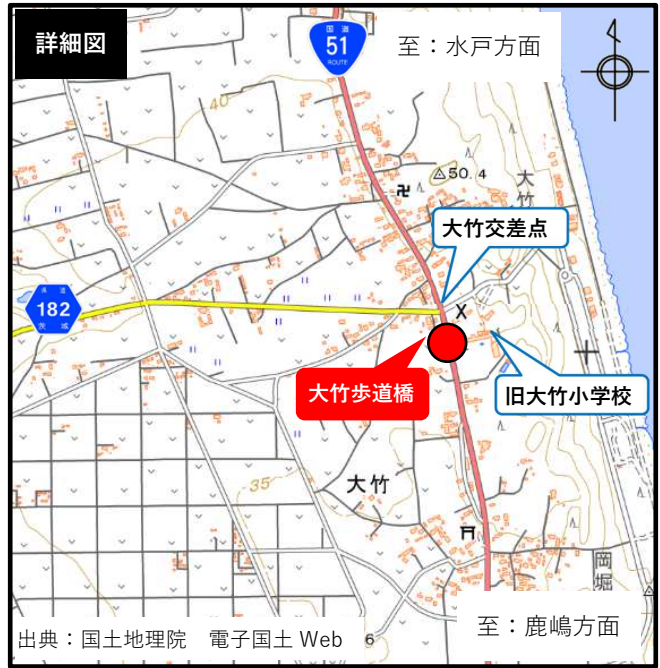 詳細図
国道
51
ROUTE
至：水戸方面
40
50.4
大竹
大竹交差点
県道
182
茨城
大竹歩道橋
旧大竹小学校
35
大竹
岡堀
出典：国土地理院　電子国土 Web
6
至：鹿嶋方面